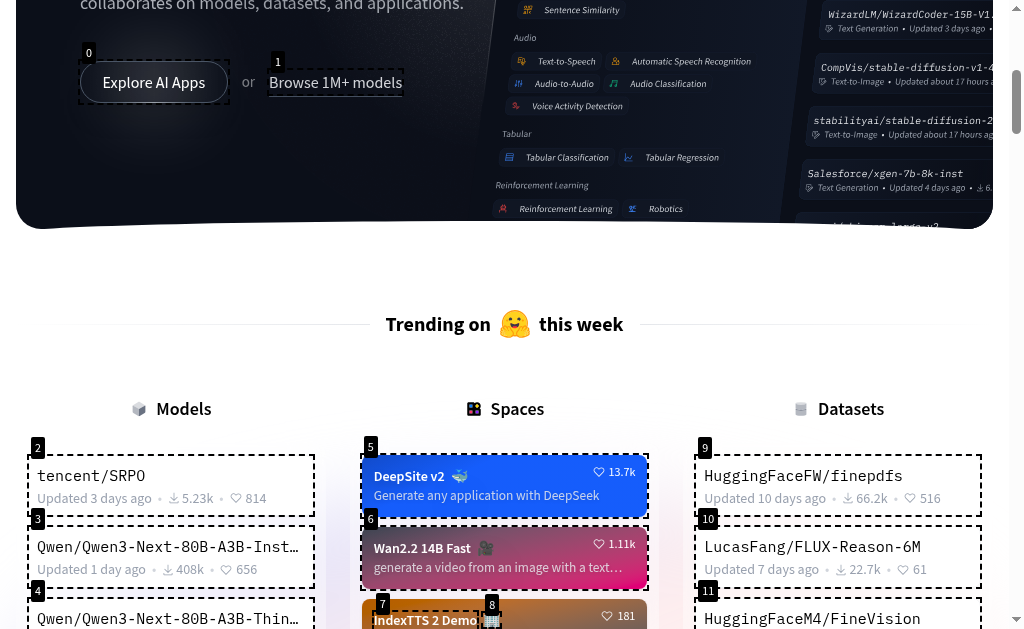 collaborates on models, datasets, and applications.
0
Explore AI Apps
or
1
Browse 1M+ models
Sentence Similarity
Audio
Text-to-Speech
Automatic Speech Recognition
Audio-to-Audio
Audio Classification
Voice Activity Detection
Tabular
Tabular Classification
Tabular Regression
Reinforcement Learning
Reinforcement Learning
Robotics
WizardLM/WizardCoder-15B-V1.
Text Generation • Updated 3 days ago •
CompVis/stable-diffusion-v1-4
Text-to-Image • Updated about 17 hours a
stabilityai/stable-diffusion-2
Text-to-Image • Updated about 17 hours ag
Salesforce/xgen-7b-8k-inst
Text Generation • Updated 4 days ago • 6.
Trending on 🤗 this week
Models
2
tencent/SRPO
Updated 3 days ago • 5.23k • 814
3
Qwen/Qwen3-Next-80B-A3B-Inst…
Updated 1 day ago • 408k • 656
4
Qwen/Qwen3-Next-80B-A3B-Thin…
Spaces
5
DeepSite v2 🐳
13.7k
Generate any application with DeepSeek
6
Wan2.2 14B Fast 🎥
1.11k
generate a video from an image with a text…
7
8
IndexTTS 2 Demo
181
Datasets
9
HuggingFaceFW/finepdfs
Updated 10 days ago • 66.2k • 516
10
LucasFang/FLUX-Reason-6M
Updated 7 days ago • 22.7k • 61
11
HuggingFaceM4/FineVision